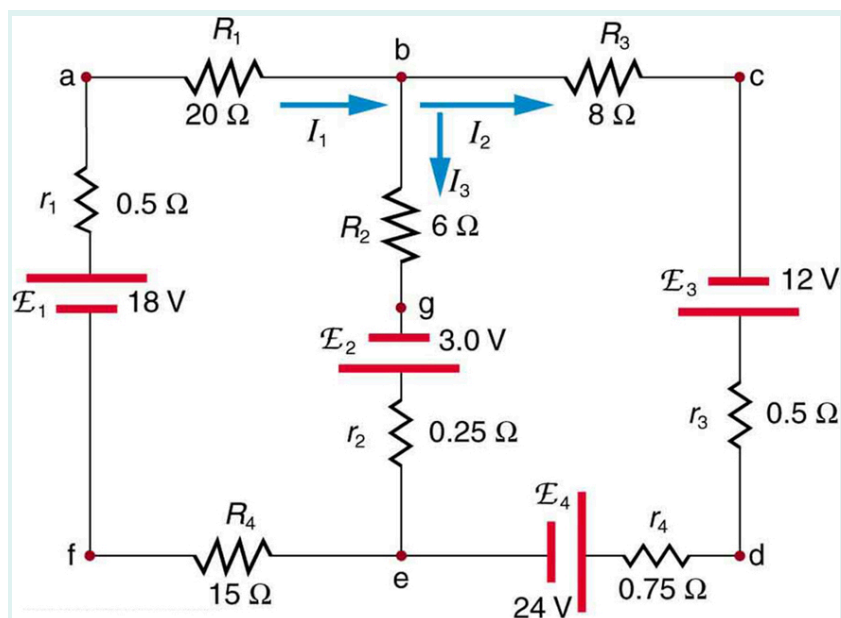 R₁
R₃
a
b
c
20 Ω
8 Ω
I₁
I₂
I₃
r₁
0.5 Ω
R₂
6 Ω
g
ℰ₁
18 V
ℰ₂
3.0 V
ℰ₃
12 V
r₂
0.25 Ω
r₃
0.5 Ω
R₄
ℰ₄
r₄
f
e
d
15 Ω
24 V
0.75 Ω